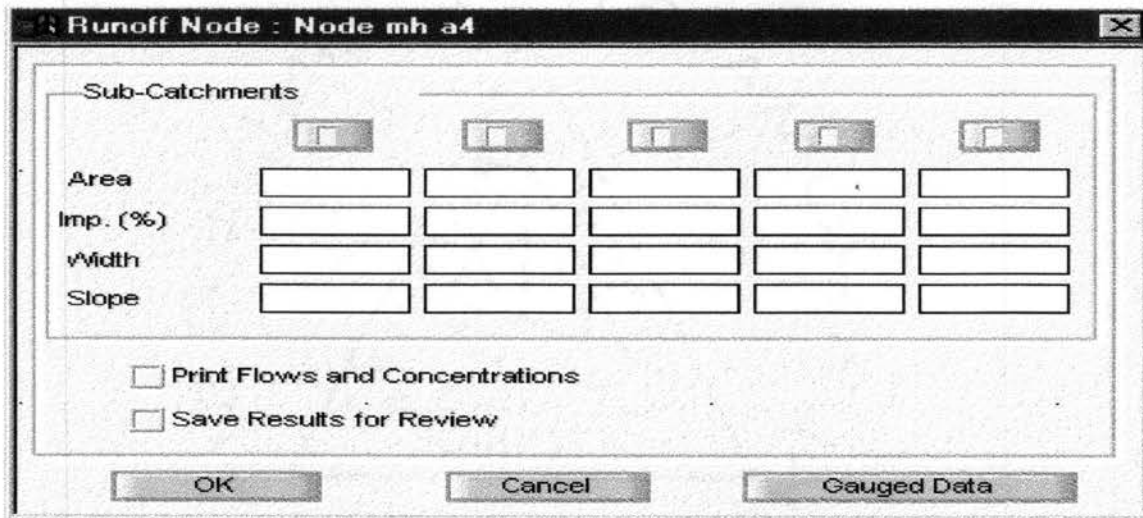 Runoff Node : Node mh a4
Sub-Catchments
Area
Imp. (%)
Width
Slope
Print Flows and Concentrations
Save Results for Review
OK Cancel Gauged Data